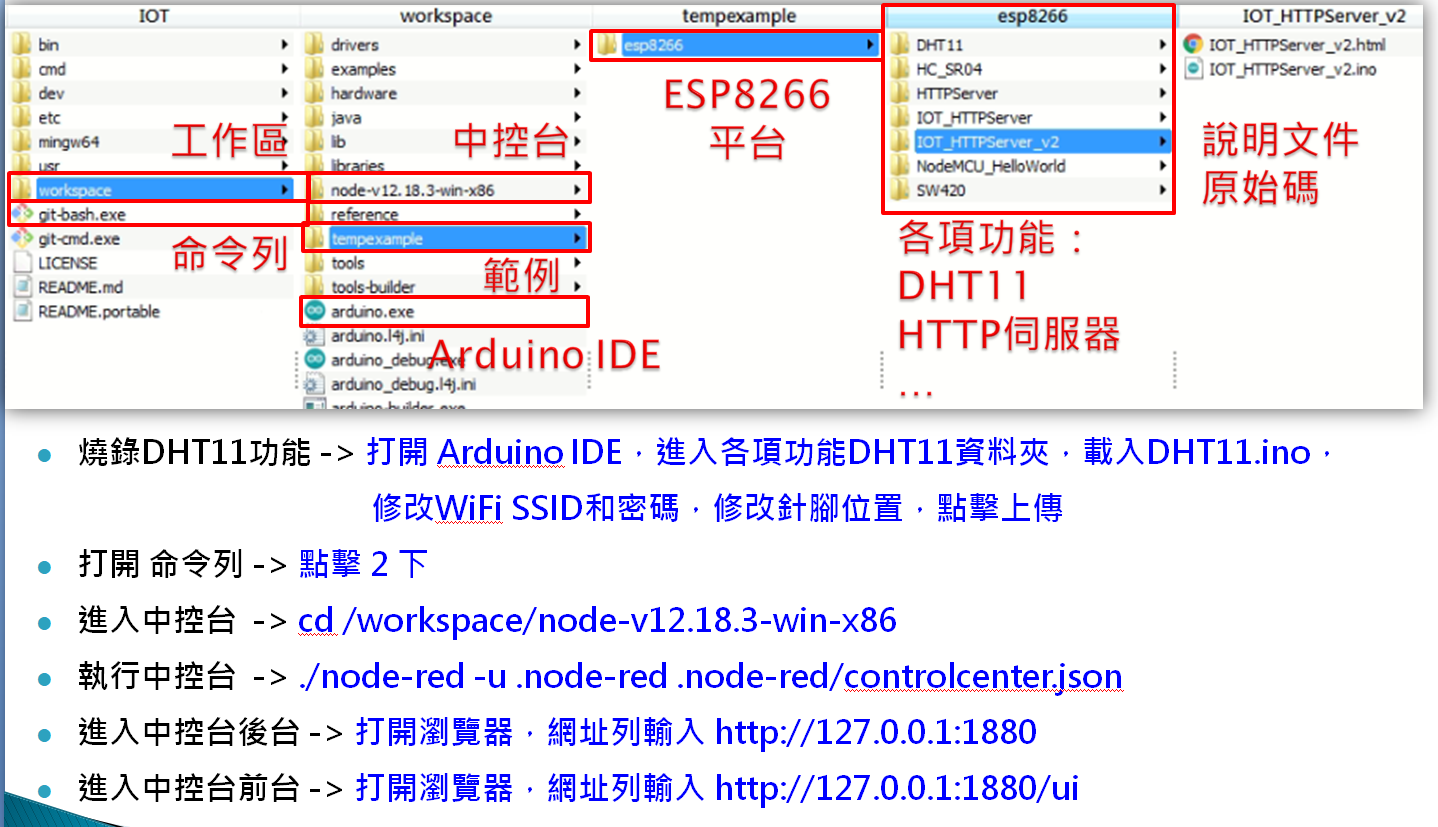 IOT
workspace
tempexample
esp8266
IOT_HTTPServer_v2
bin
cmd
dev
etc
mingw64
usr
workspace
git-bash.exe
git-cmd.exe
LICENSE
README.md
README.portable
工作區
命令列
drivers
examples
hardware
java
lib
libraries
node-v12.18.3-win-x86
reference
tempexample
tools
tools-builder
arduino.exe
arduino.l4j.ini
arduino_debug.exe
arduino_debug.l4j.ini
arduino-builder.exe
中控台
範例
Arduino IDE
esp8266
ESP8266
平台
DHT11
HC_SR04
HTTPServer
IOT_HTTPServer
IOT_HTTPServer_v2
NodeMCU_HelloWorld
SW420
各項功能：
DHT11
HTTP伺服器
…
IOT_HTTPServer_v2.html
IOT_HTTPServer_v2.ino
說明文件
原始碼
燒錄DHT11功能 -> 打開 Arduino IDE，進入各項功能DHT11資料夾，載入DHT11.ino，
修改WiFi SSID和密碼，修改針腳位置，點擊上傳
打開 命令列 -> 點擊 2 下
進入中控台 -> cd /workspace/node-v12.18.3-win-x86
執行中控台 -> ./node-red -u .node-red .node-red/controlcenter.json
進入中控台後台 -> 打開瀏覽器，網址列輸入 http://127.0.0.1:1880
進入中控台前台 -> 打開瀏覽器，網址列輸入 http://127.0.0.1:1880/ui